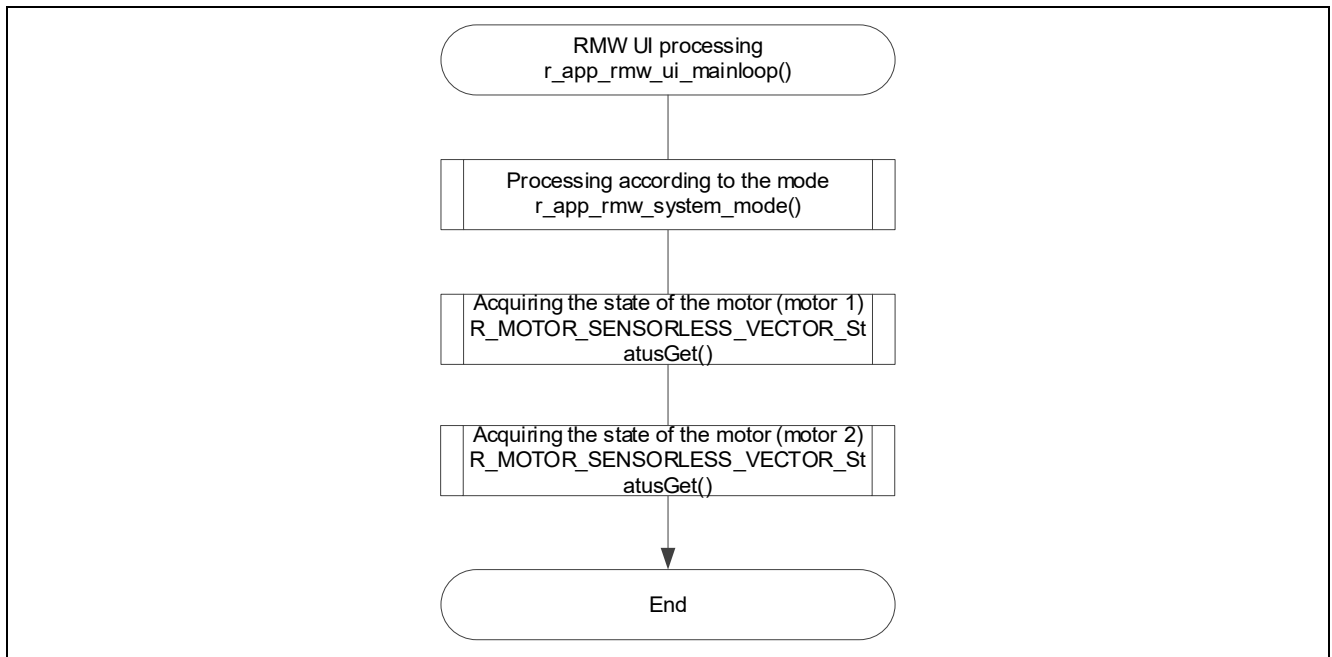 RMW UI processing
r_app_rmw_ui_mainloop()
Processing according to the mode
r_app_rmw_system_mode()
Acquiring the state of the motor (motor 1)
R_MOTOR_SENSORLESS_VECTOR_St
atusGet()
Acquiring the state of the motor (motor 2)
R_MOTOR_SENSORLESS_VECTOR_St
atusGet()
End